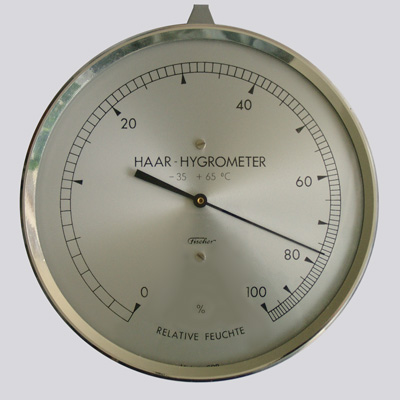 20
40
HAAR-HYGROMETER
-35 +65 °C
60
Fischer
80
0
%
100
RELATIVE FEUCHTE